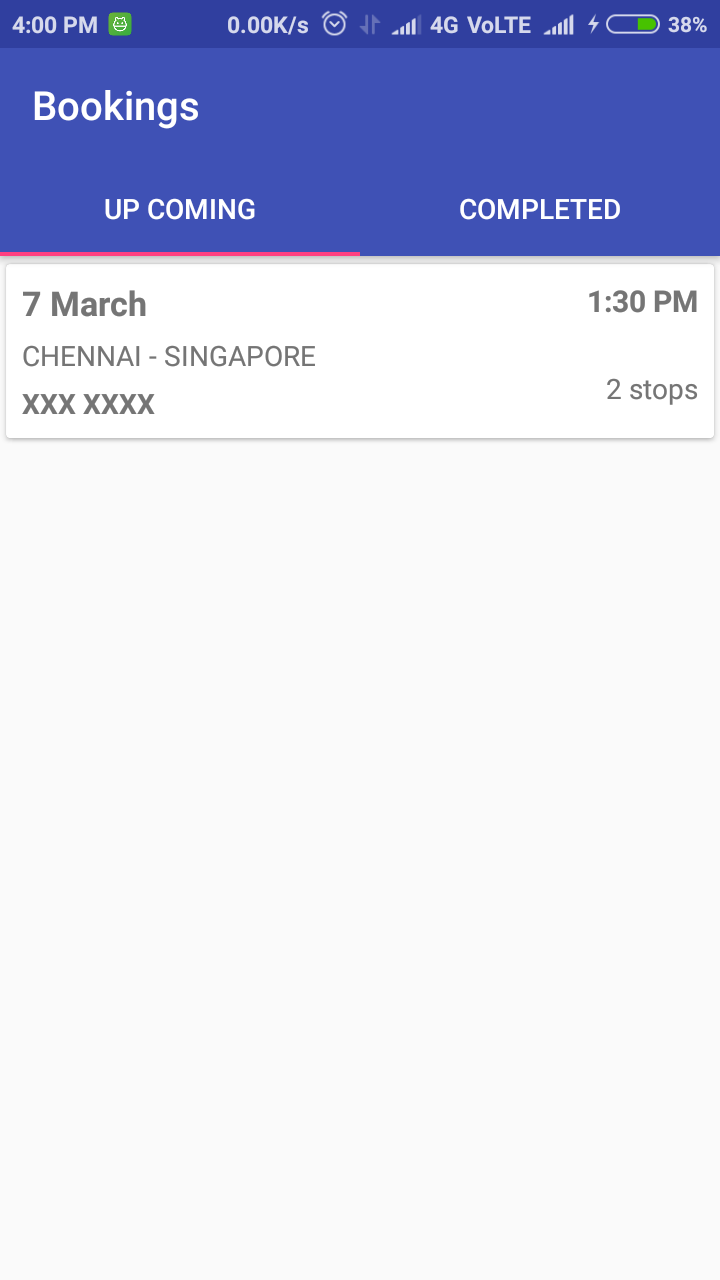 4:00 PM 0.00K/s 4G VoLTE 38%
Bookings
UP COMING COMPLETED
7 March 1:30 PM
CHENNAI - SINGAPORE
2 stops
XXX XXXX